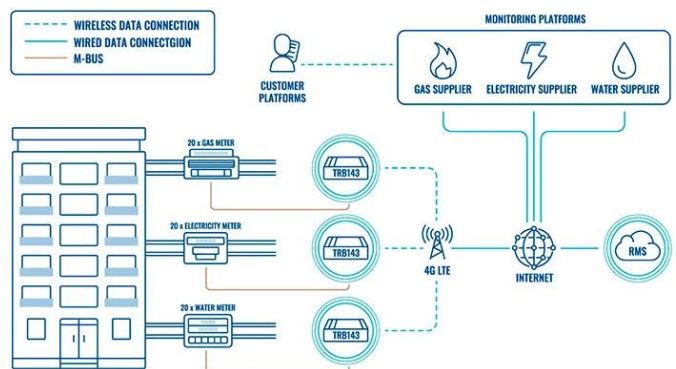 WIRELESS DATA CONNECTION
WIRED DATA CONNECTGION
M-BUS
MONITORING PLATFORMS
CUSTOMER
PLATFORMS
GAS SUPPLIER
ELECTRICITY SUPPLIER
WATER SUPPLIER
20 x GAS METER
TRB143
20 x ELECTRICITY METER
TRB143
4G LTE
INTERNET
RMS
20 x WATER METER
TRB143